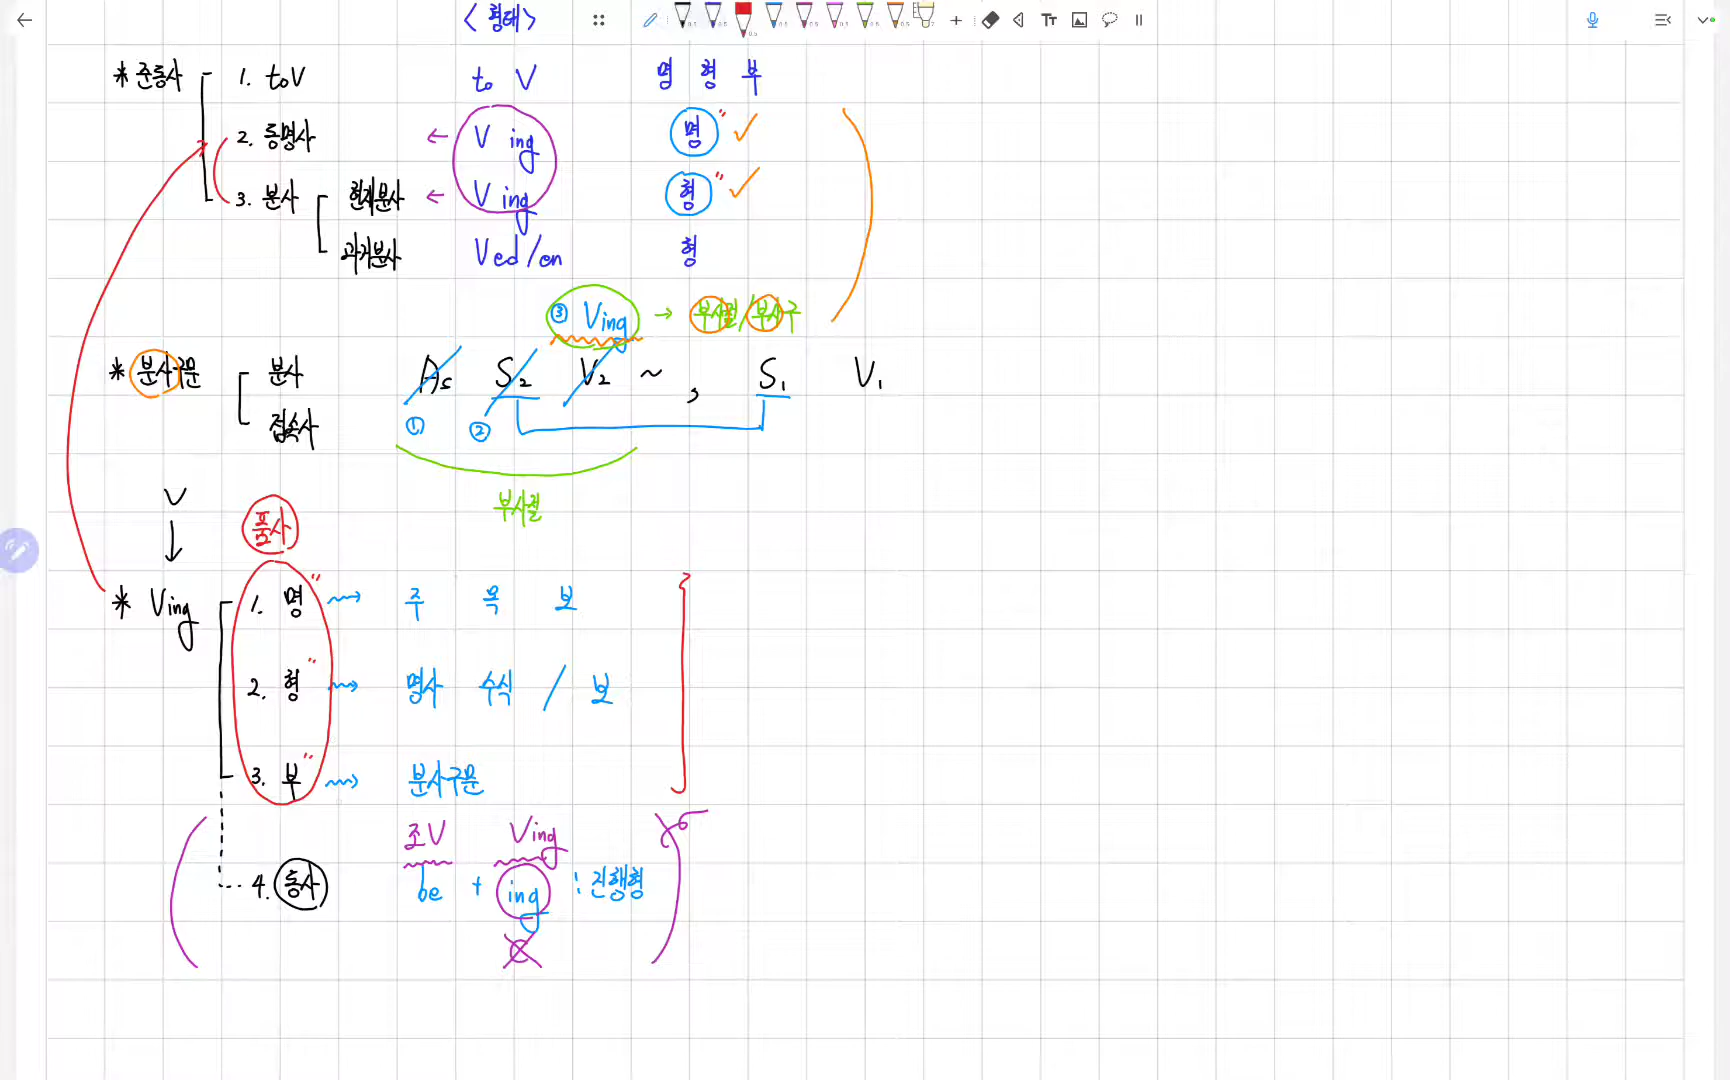 <형태>
* 준동사 1. to V to V 명 형 부
2. 동명사 ← V ing 명" ✓
3. 분사 현재분사 ← V ing 형" ✓
과거분사 Ved/en 형
③ Ving → 부사절/부사구
* 분사구문 분사 As S₂ V₂ ~ , S₁ V₁
접속사 ① ②
부사절
V
↓
품사
* Ving 1. 명" → 주 목 보
2. 형" → 명사 수식 / 보
3. 부" → 분사구문
조V Ving
4. 동사 be + ing : 진행형